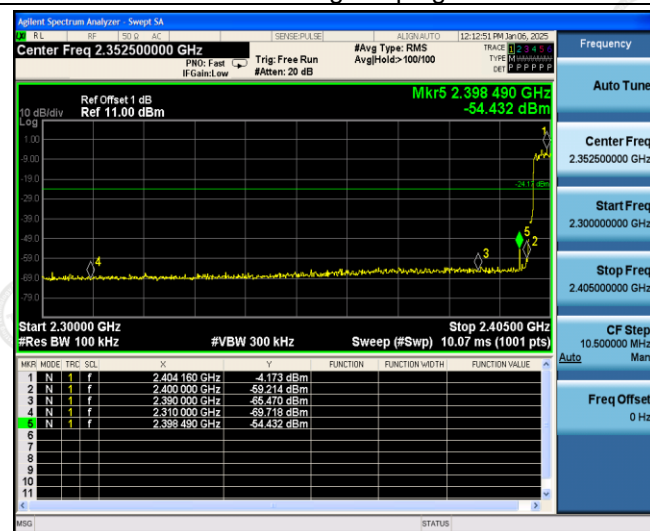 Agilent Spectrum Analyzer - Swept SA
RL RF 50 Ω AC SENSE:PULSE ALIGNAUTO 12:12:51 PM Jan 06, 2025
Center Freq 2.352500000 GHz
PNO: Fast
IFGain:Low
Trig: Free Run
#Atten: 20 dB
#Avg Type: RMS
Avg|Hold:>100/100
TRACE 1 2 3 4 5 6
TYPE M
DET P P P P P P
Ref Offset 1 dB
10 dB/div Ref 11.00 dBm
Log
Mkr5 2.398 490 GHz
-54.432 dBm
1.00
-9.00
-19.0
-29.0
-39.0
-49.0
-59.0
-69.0
-79.0
-24.17 dBm
1
5
2
3
4
Start 2.30000 GHz Stop 2.40500 GHz
#Res BW 100 kHz #VBW 300 kHz Sweep (#Swp) 10.07 ms (1001 pts)
MKR MODE TRC SCL X Y FUNCTION FUNCTION WIDTH FUNCTION VALUE
1 N 1 f 2.404 160 GHz -4.173 dBm
2 N 1 f 2.400 000 GHz -59.214 dBm
3 N 1 f 2.390 000 GHz -65.470 dBm
4 N 1 f 2.310 000 GHz -69.718 dBm
5 N 1 f 2.398 490 GHz -54.432 dBm
6
7
8
9
10
11
MSG STATUS
Frequency
Auto Tune
Center Freq
2.352500000 GHz
Start Freq
2.300000000 GHz
Stop Freq
2.405000000 GHz
CF Step
10.500000 MHz
Auto Man
Freq Offset
0 Hz